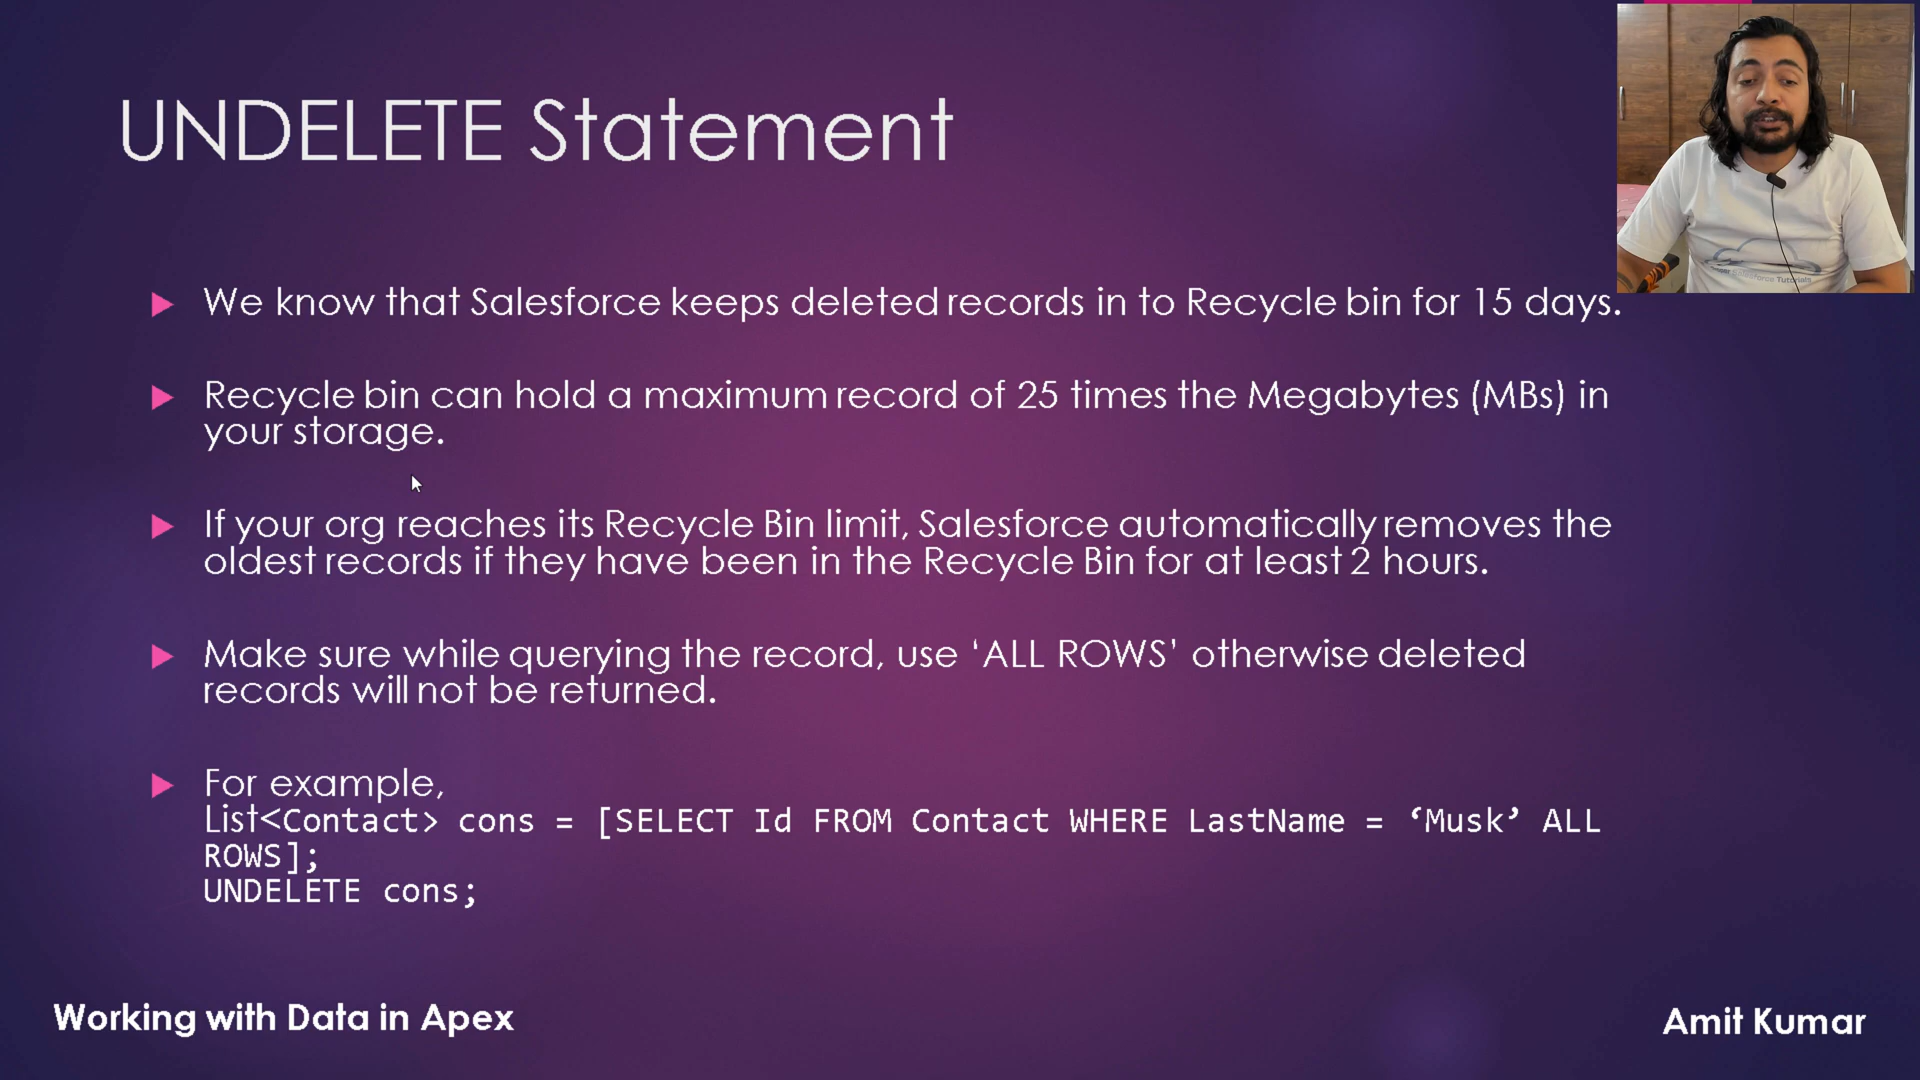 UNDELETE Statement
We know that Salesforce keeps deleted records in to Recycle bin for 15 days.
Recycle bin can hold a maximum record of 25 times the Megabytes (MBs) in
your storage.
If your org reaches its Recycle Bin limit, Salesforce automatically removes the
oldest records if they have been in the Recycle Bin for at least 2 hours.
Make sure while querying the record, use ‘ALL ROWS’ otherwise deleted
records will not be returned.
For example,
List<Contact> cons = [SELECT Id FROM Contact WHERE LastName = ‘Musk’ ALL
ROWS];
UNDELETE cons;
Working with Data in Apex
Amit Kumar